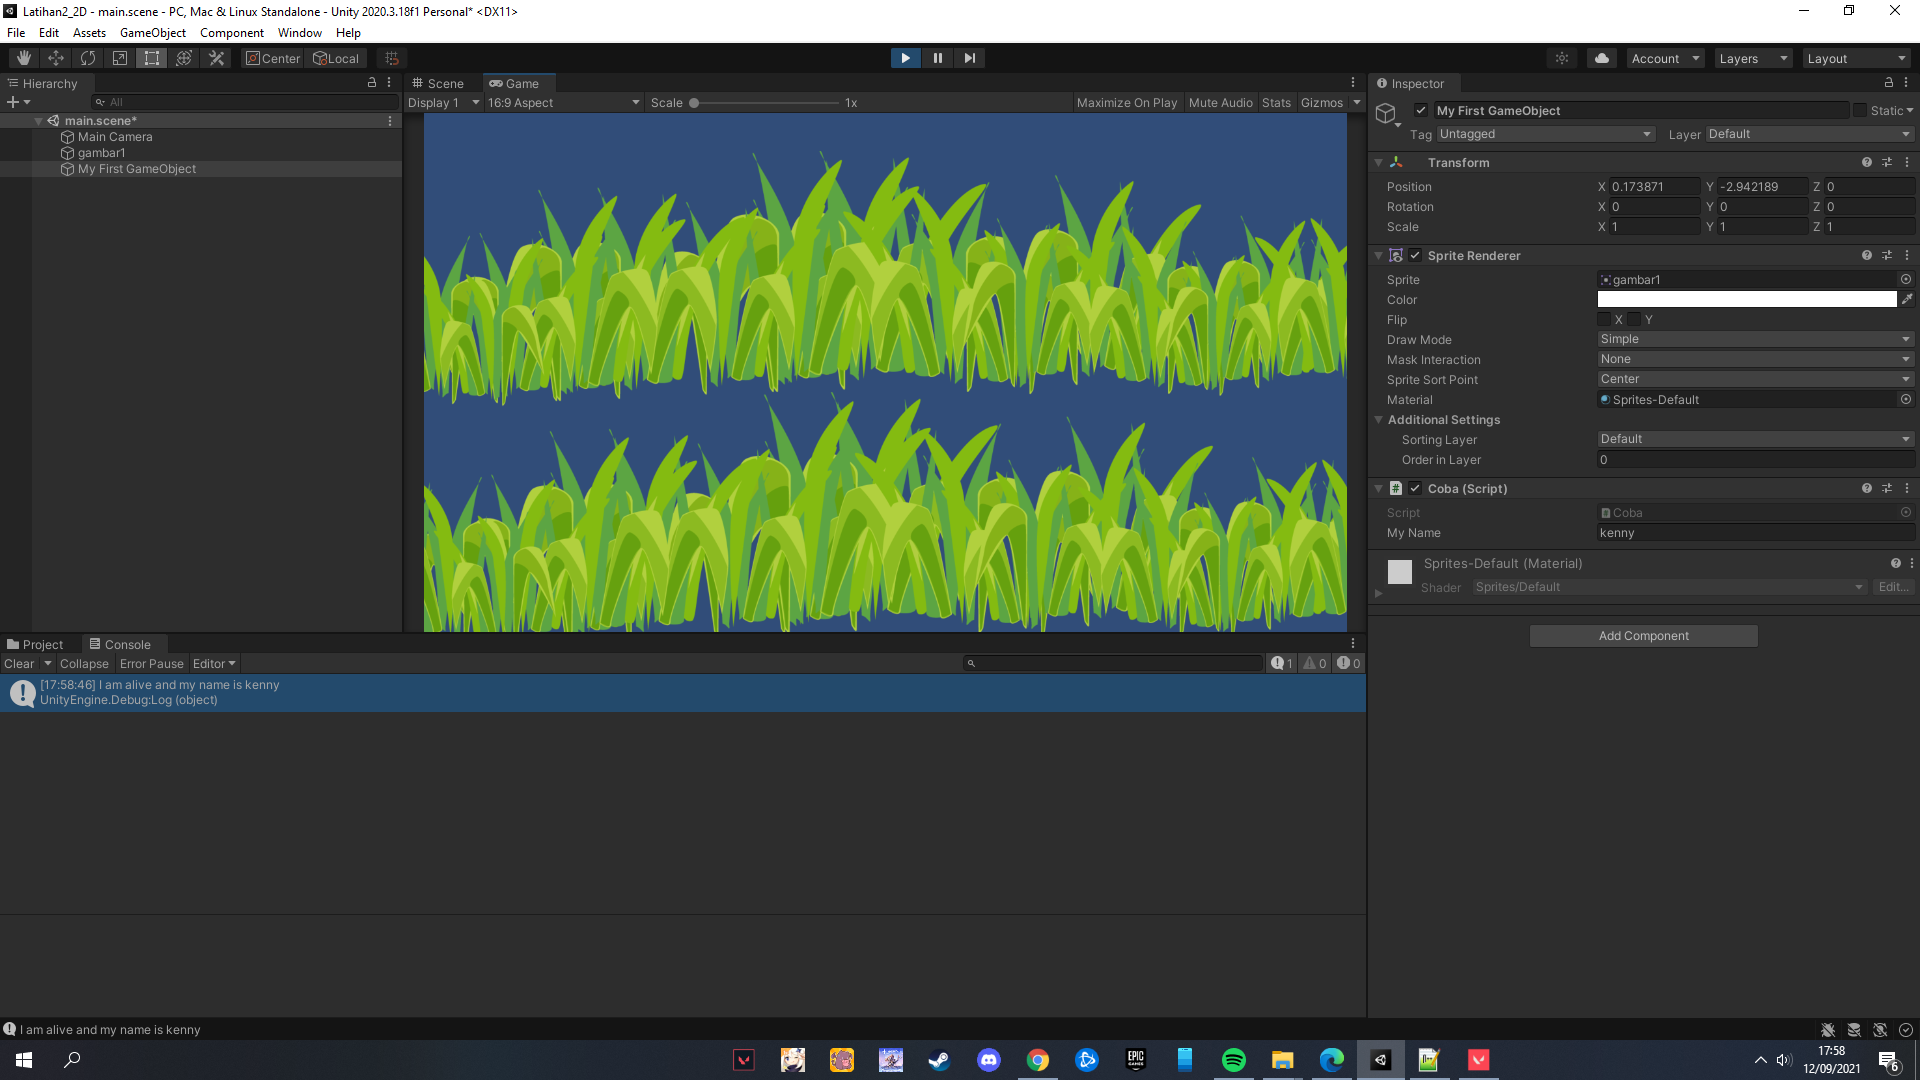 Latihan2_2D - main.scene - PC, Mac & Linux Standalone - Unity 2020.3.18f1 Personal* <DX11>
File Edit Assets GameObject Component Window Help
Center Local Account Layers Layout
Hierarchy Scene Game Inspector
All Display 1 16:9 Aspect Scale 1x Maximize On Play Mute Audio Stats Gizmos
main.scene*
Main Camera
gambar1
My First GameObject
My First GameObject Static
Tag Untagged Layer Default
Transform
Position X 0.173871 Y -2.942189 Z 0
Rotation X 0 Y 0 Z 0
Scale X 1 Y 1 Z 1
Sprite Renderer
Sprite gambar1
Color
Flip X Y
Draw Mode Simple
Mask Interaction None
Sprite Sort Point Center
Material Sprites-Default
Additional Settings
Sorting Layer Default
Order in Layer 0
# Coba (Script)
Script Coba
My Name kenny
Sprites-Default (Material)
Shader Sprites/Default Edit...
Add Component
Project Console
Clear Collapse Error Pause Editor 1 0 0
[17:58:46] I am alive and my name is kenny
UnityEngine.Debug:Log (object)
I am alive and my name is kenny
EPIC GAMES
17:58
12/09/2021
6